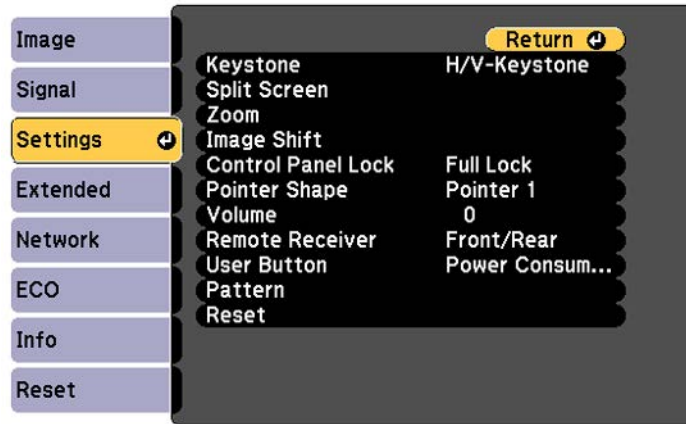 Image
Signal
Settings
Extended
Network
ECO
Info
Reset
Return
Keystone H/V-Keystone
Split Screen
Zoom
Image Shift
Control Panel Lock Full Lock
Pointer Shape Pointer 1
Volume 0
Remote Receiver Front/Rear
User Button Power Consum...
Pattern
Reset